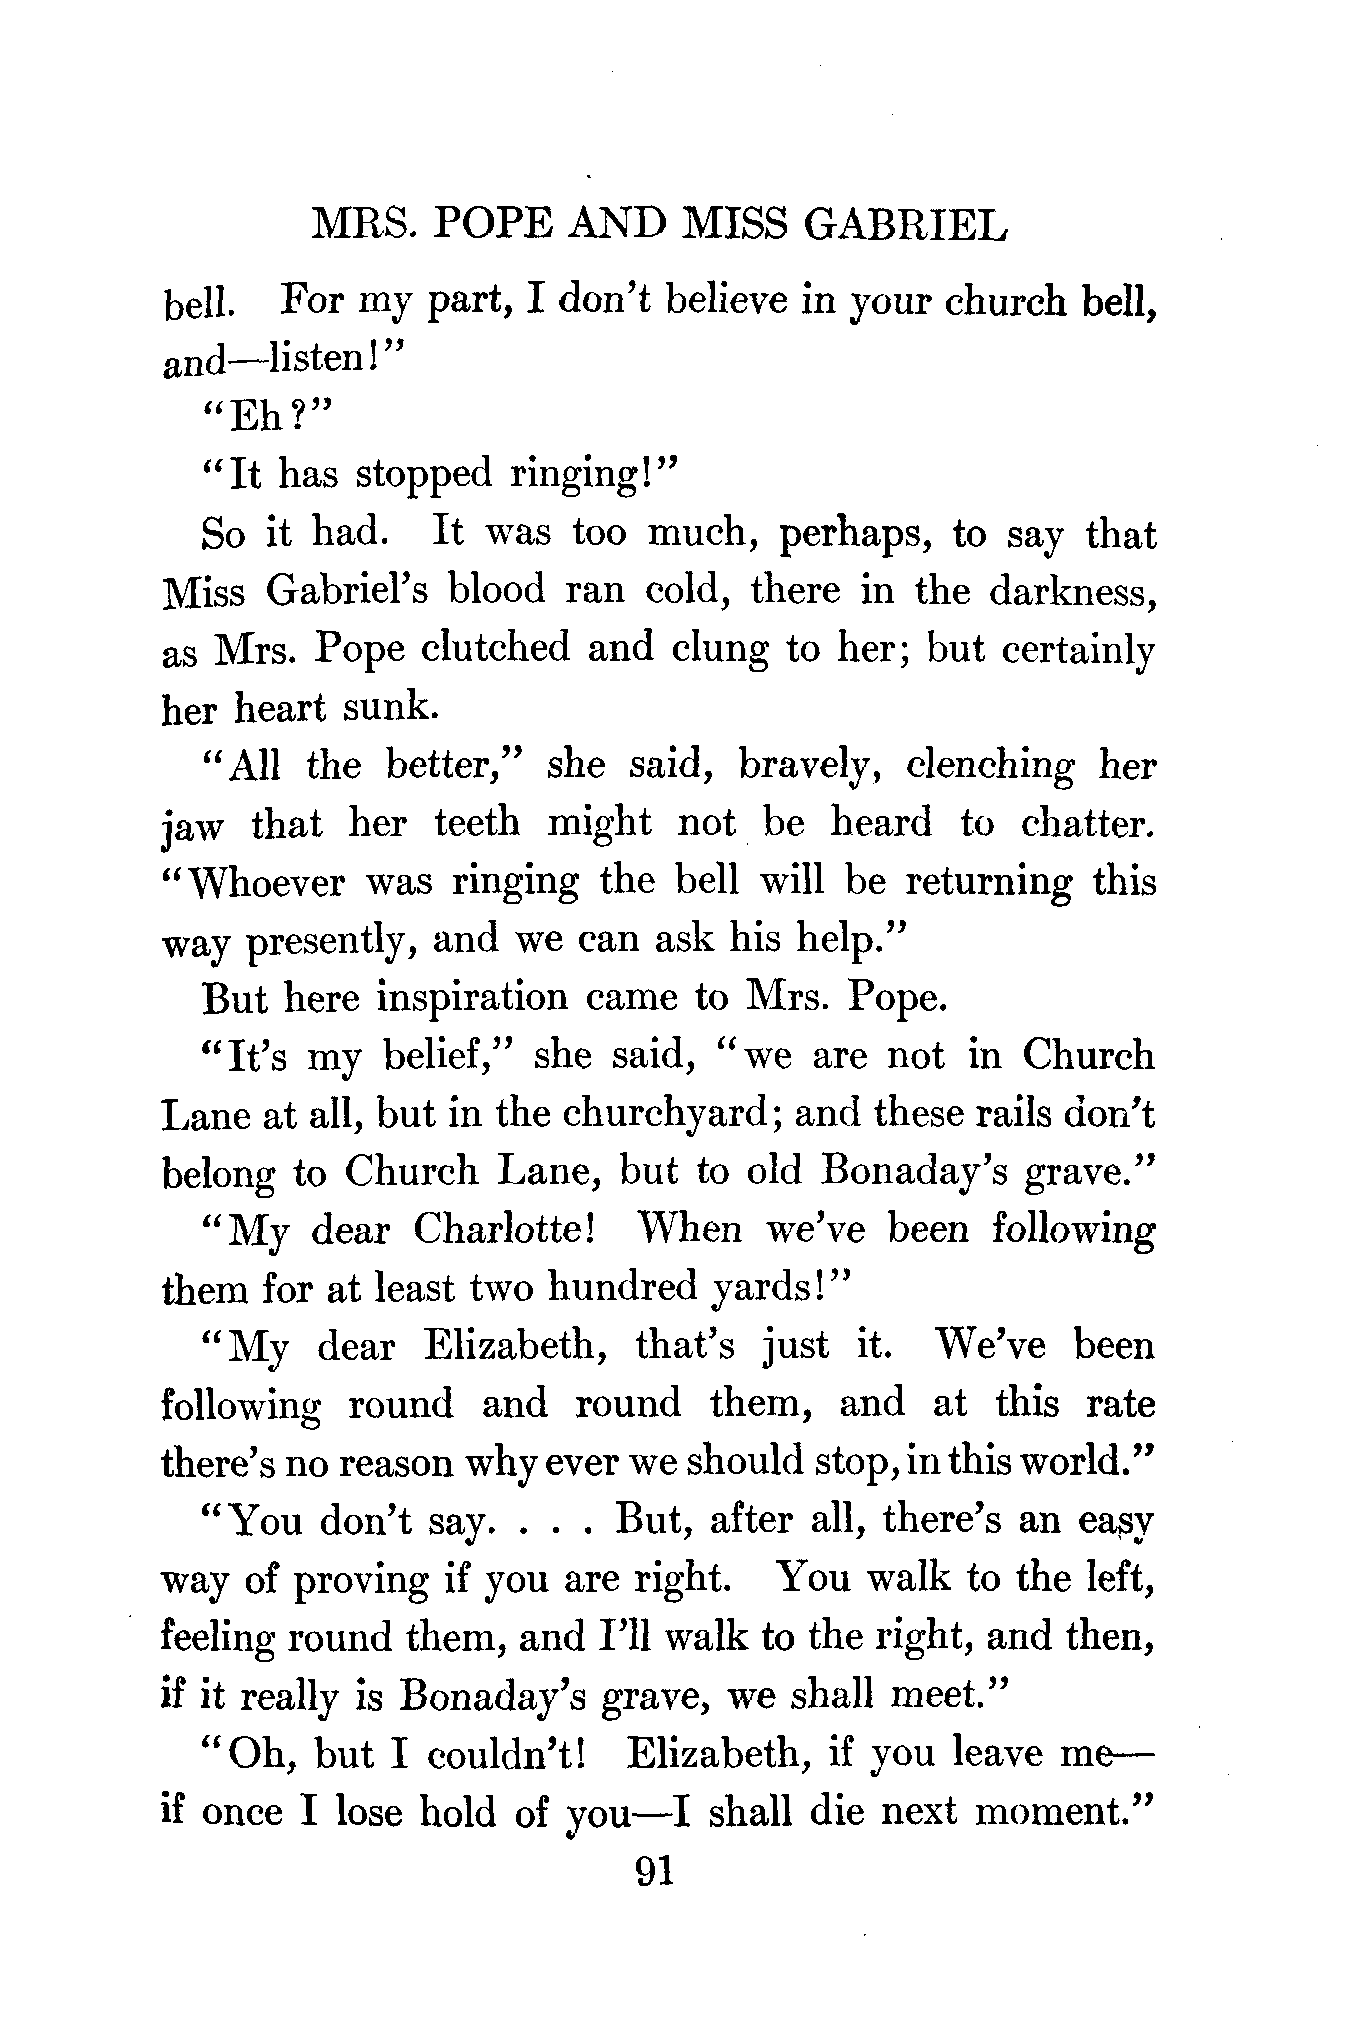 MRS. POPE AND MISS GABRIEL
bell. For my part, I don't believe in your church bell,
and—listen!"
"Eh?"
"It has stopped ringing!"
So it had. It was too much, perhaps, to say that
Miss Gabriel's blood ran cold, there in the darkness,
as Mrs. Pope clutched and clung to her; but certainly
her heart sunk.
"All the better," she said, bravely, clenching her
jaw that her teeth might not be heard to chatter.
"Whoever was ringing the bell will be returning this
way presently, and we can ask his help."
But here inspiration came to Mrs. Pope.
"It's my belief," she said, "we are not in Church
Lane at all, but in the churchyard; and these rails don't
belong to Church Lane, but to old Bonaday's grave."
"My dear Charlotte! When we've been following
them for at least two hundred yards!"
"My dear Elizabeth, that's just it. We've been
following round and round them, and at this rate
there's no reason why ever we should stop, in this world."
"You don't say. . . . But, after all, there's an easy
way of proving if you are right. You walk to the left,
feeling round them, and I'll walk to the right, and then,
if it really is Bonaday's grave, we shall meet."
"Oh, but I couldn't! Elizabeth, if you leave me—
if once I lose hold of you—I shall die next moment."
91